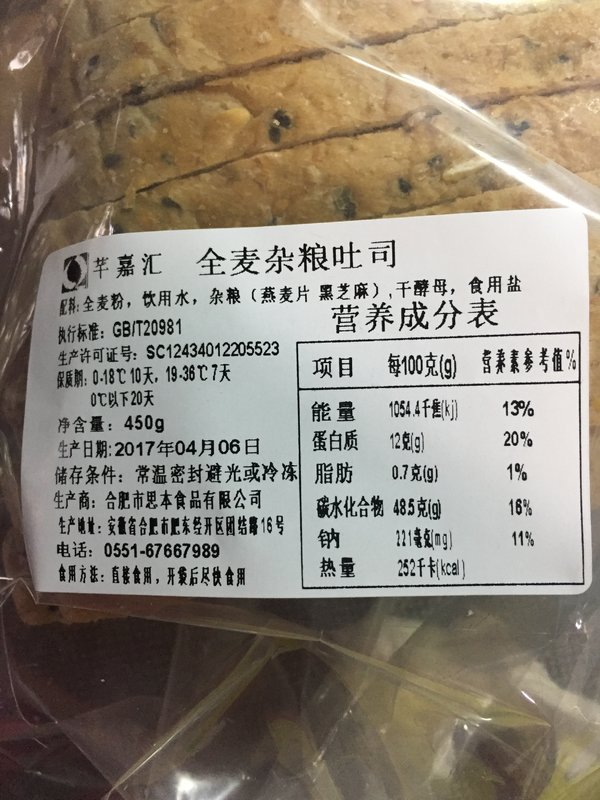 芊嘉汇 全麦杂粮吐司
配料:全麦粉，饮用水，杂粮（燕麦片 黑芝麻）,干酵母，食用盐
执行标准：GB/T20981
生产许可证号：SC12434012205523
保质期：0-18℃ 10天，19-36℃ 7天
0℃以下20天
净含量：450g
生产日期:2017年04月06日
储存条件：常温密封避光或冷冻
生产商：合肥市思本食品有限公司
生产地址：安徽省合肥市肥东经开区团结路16号
电话：0551-67667989
食用方法：直接食用，开袋后尽快食用
营养成分表
项目 每100克(g) 营养素参考值%
能量 1054.4千焦(kj) 13%
蛋白质 12克(g) 20%
脂肪 0.7克(g) 1%
碳水化合物 48.5克(g) 16%
钠 221毫克(mg) 11%
热量 252千卡(kcal)